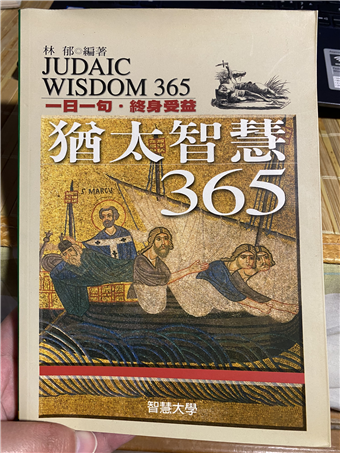 林 郁◎編著
JUDAIC
WISDOM 365
一日一句・終身受益
猶太智慧
365
S·MARCV
智慧大學